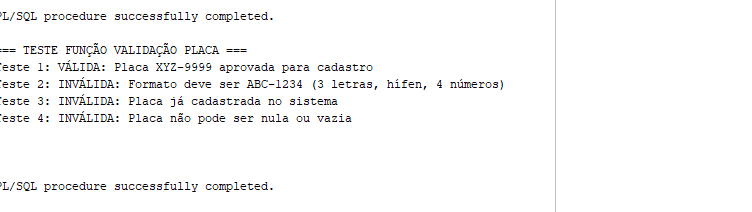 PL/SQL procedure successfully completed.
=== TESTE FUNÇÃO VALIDAÇÃO PLACA ===
Teste 1: VÁLIDA: Placa XYZ-9999 aprovada para cadastro
Teste 2: INVÁLIDA: Formato deve ser ABC-1234 (3 letras, hífen, 4 números)
Teste 3: INVÁLIDA: Placa já cadastrada no sistema
Teste 4: INVÁLIDA: Placa não pode ser nula ou vazia
PL/SQL procedure successfully completed.